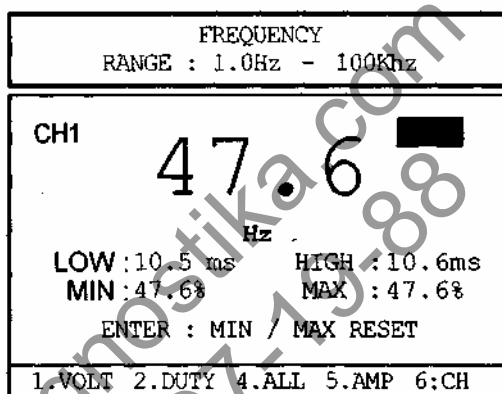 FREQUENCY
RANGE : 1.0Hz - 100Khz
CH1
47.6
Hz
LOW :10.5 ms HIGH :10.6ms
MIN :47.6% MAX :47.6%
ENTER : MIN / MAX RESET
1.VOLT 2.DUTY 4.ALL 5.AMP 6:CH